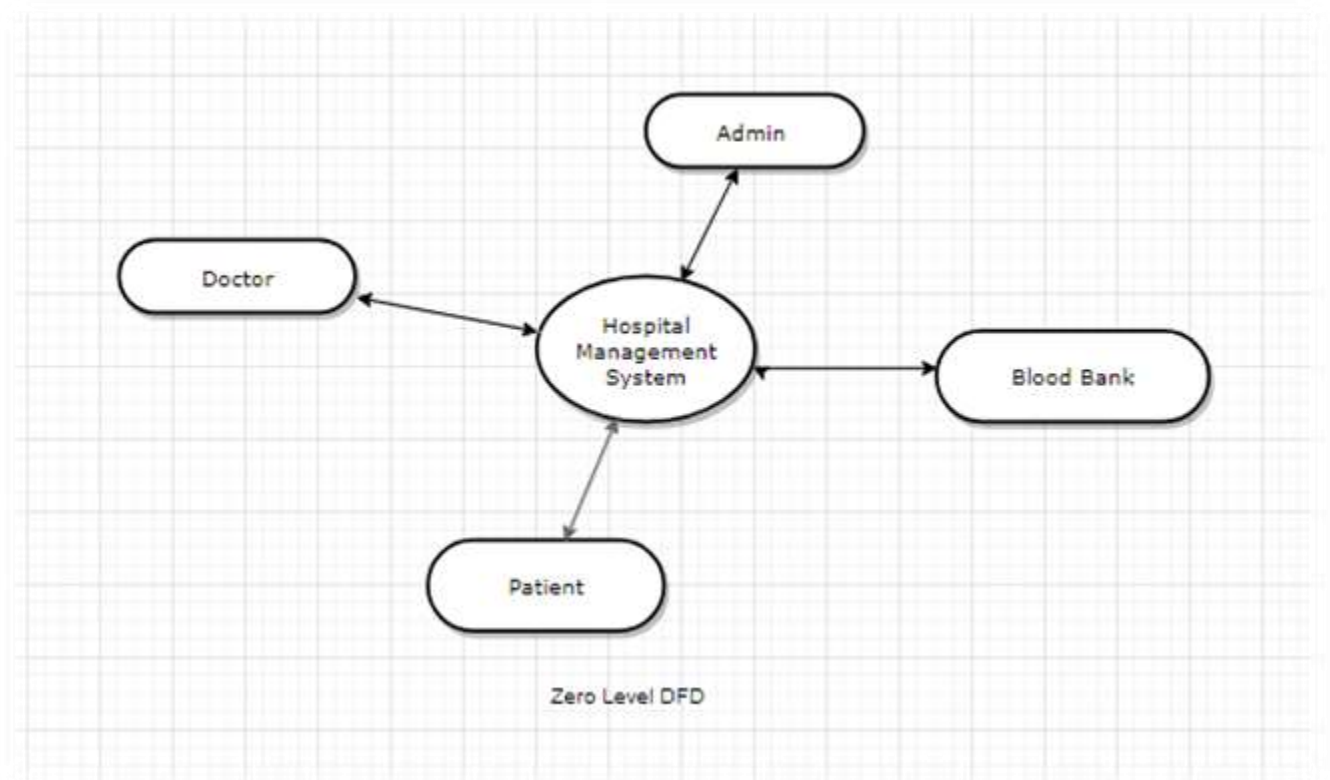 Admin
Doctor
Hospital
Management
System
Blood Bank
Patient
Zero Level DFD